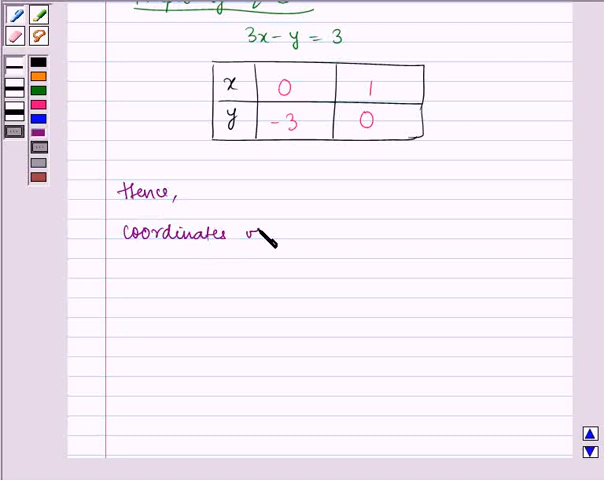 3x - y = 3
x 0 1
y -3 0
Hence,
Coordinates